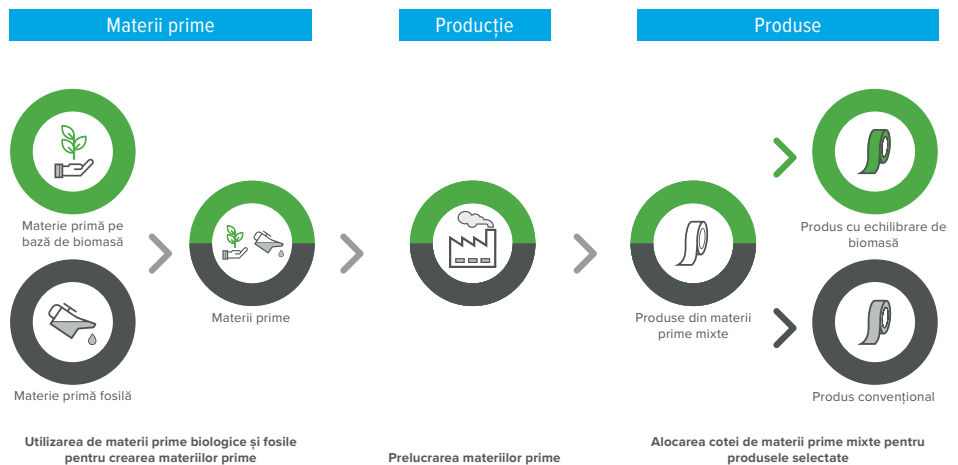 Materii prime
Producție
Produse
Materie primă pe
bază de biomasă
Produs cu echilibrare de
biomasă
Materii prime
Produse din materii
prime mixte
Materie primă fosilă
Produs convențional
Utilizarea de materii prime biologice și fosile
pentru crearea materiilor prime
Prelucrarea materiilor prime
Alocarea cotei de materii prime mixte pentru
produsele selectate